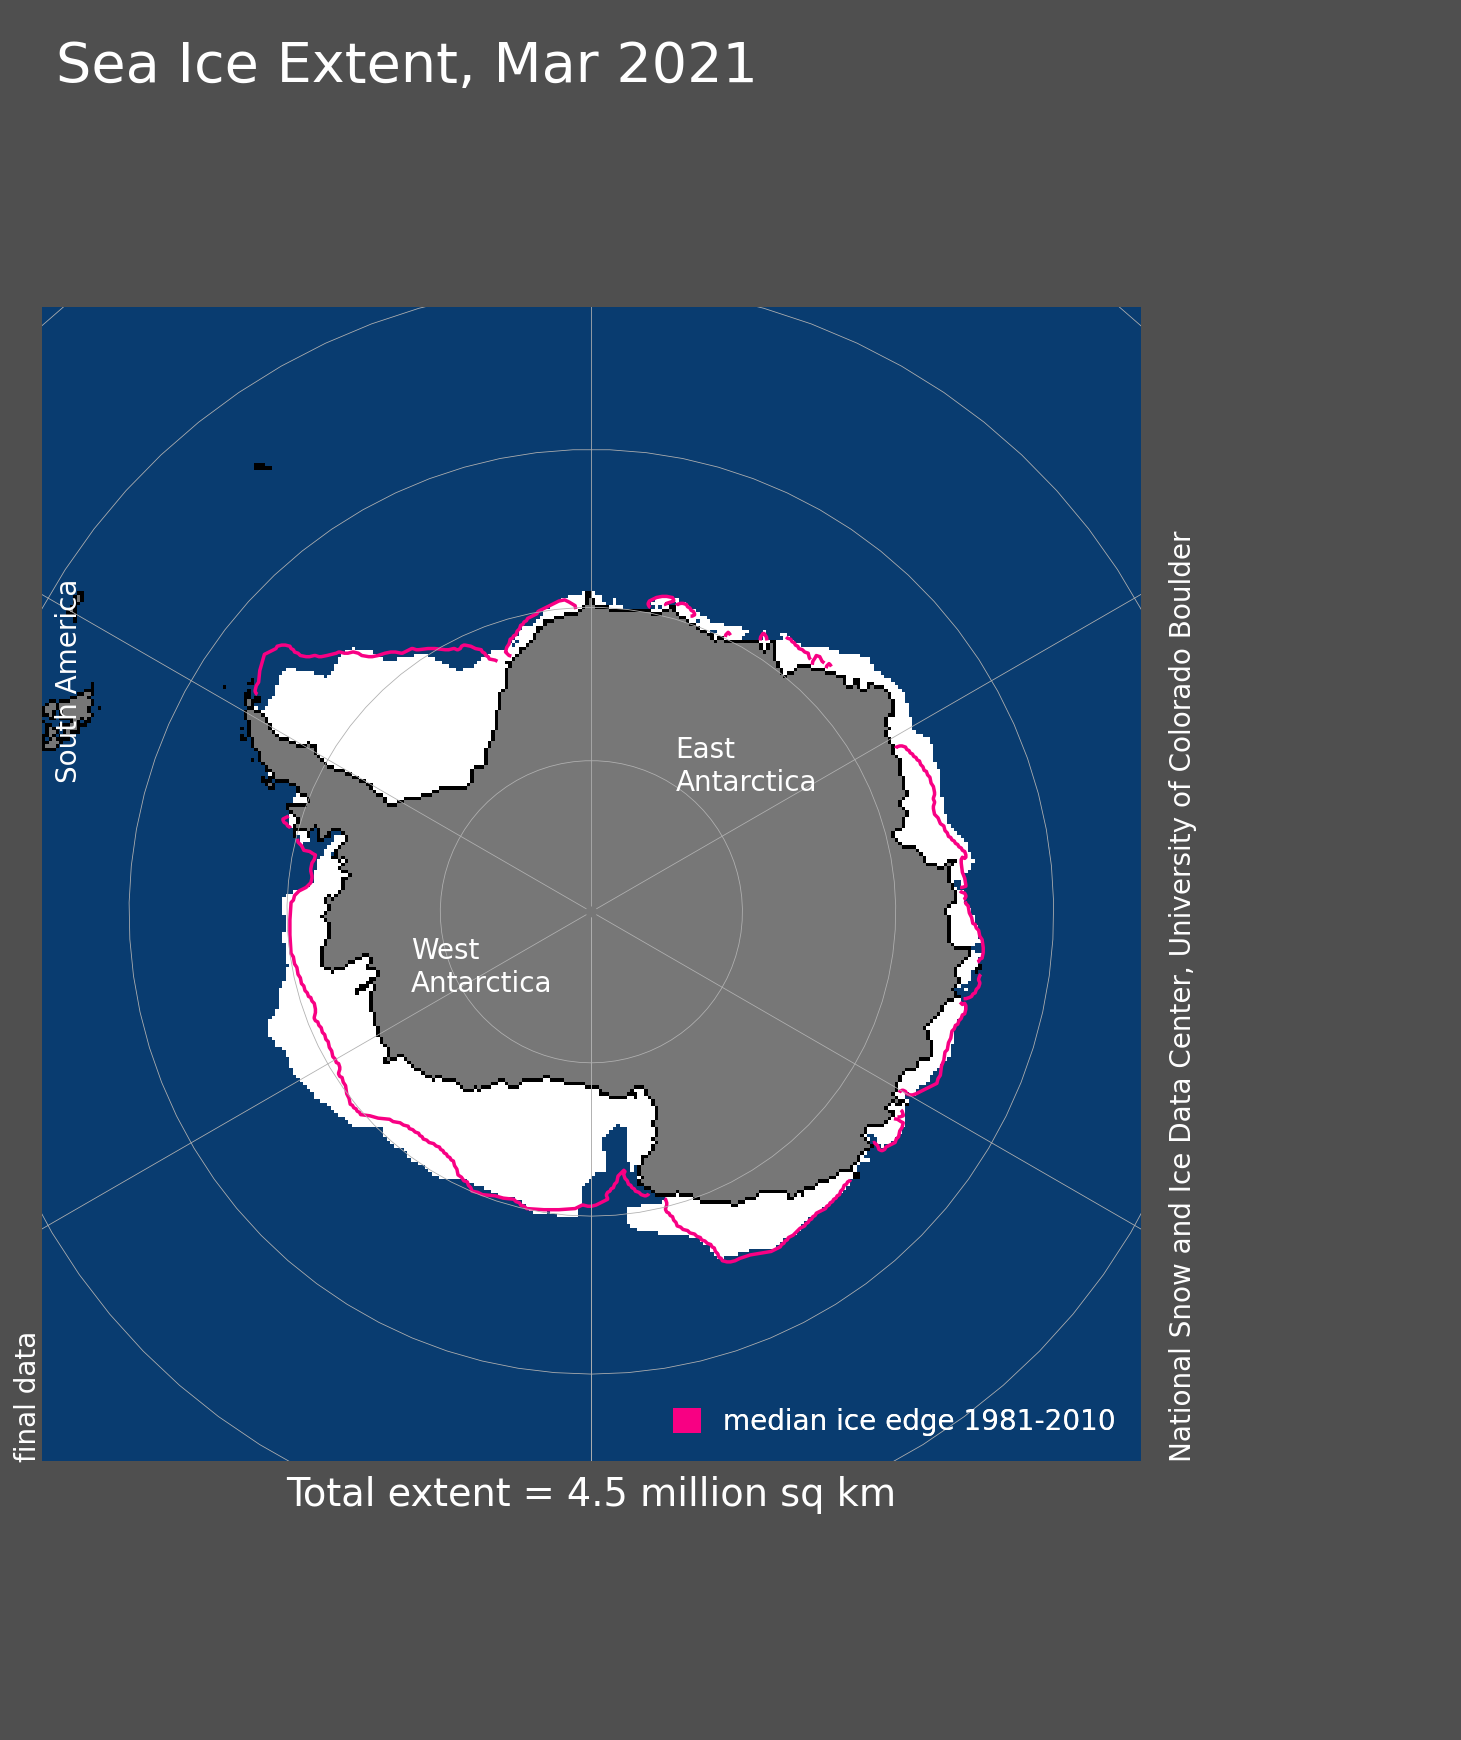 Sea Ice Extent, Mar 2021
South America
East
Antarctica
West
Antarctica
median ice edge 1981-2010
final data
National Snow and Ice Data Center, University of Colorado Boulder
Total extent = 4.5 million sq km